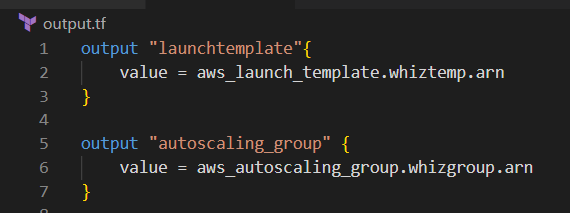 output.tf
1 output "launchtemplate"{
2     value = aws_launch_template.whiztemp.arn
3 }
4
5 output "autoscaling_group" {
6     value = aws_autoscaling_group.whizgroup.arn
7 }